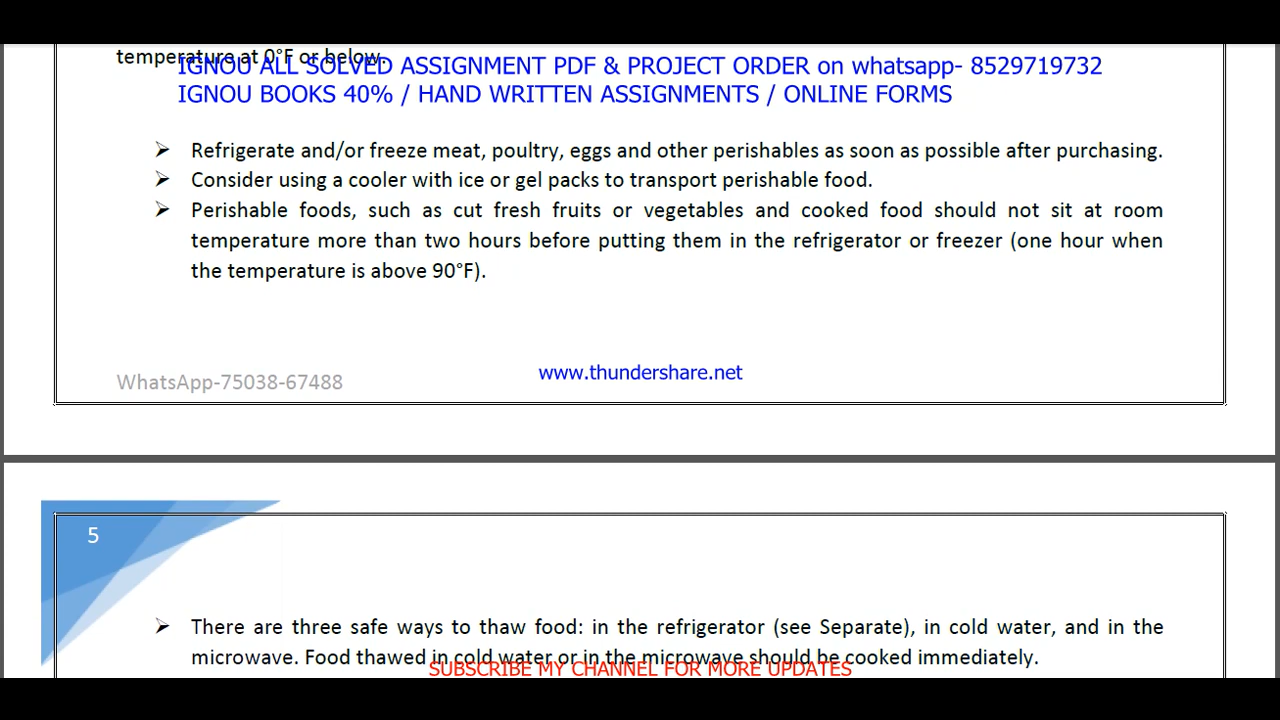 temperature at 0°F or below.
IGNOU ALL SOLVED ASSIGNMENT PDF & PROJECT ORDER on whatsapp- 8529719732
IGNOU BOOKS 40% / HAND WRITTEN ASSIGNMENTS / ONLINE FORMS
➢ Refrigerate and/or freeze meat, poultry, eggs and other perishables as soon as possible after purchasing.
➢ Consider using a cooler with ice or gel packs to transport perishable food.
➢ Perishable foods, such as cut fresh fruits or vegetables and cooked food should not sit at room
temperature more than two hours before putting them in the refrigerator or freezer (one hour when
the temperature is above 90°F).
www.thundershare.net
WhatsApp-75038-67488
5
➢ There are three safe ways to thaw food: in the refrigerator (see Separate), in cold water, and in the
microwave. Food thawed in cold water or in the microwave should be cooked immediately.
SUBSCRIBE MY CHANNEL FOR MORE UPDATES